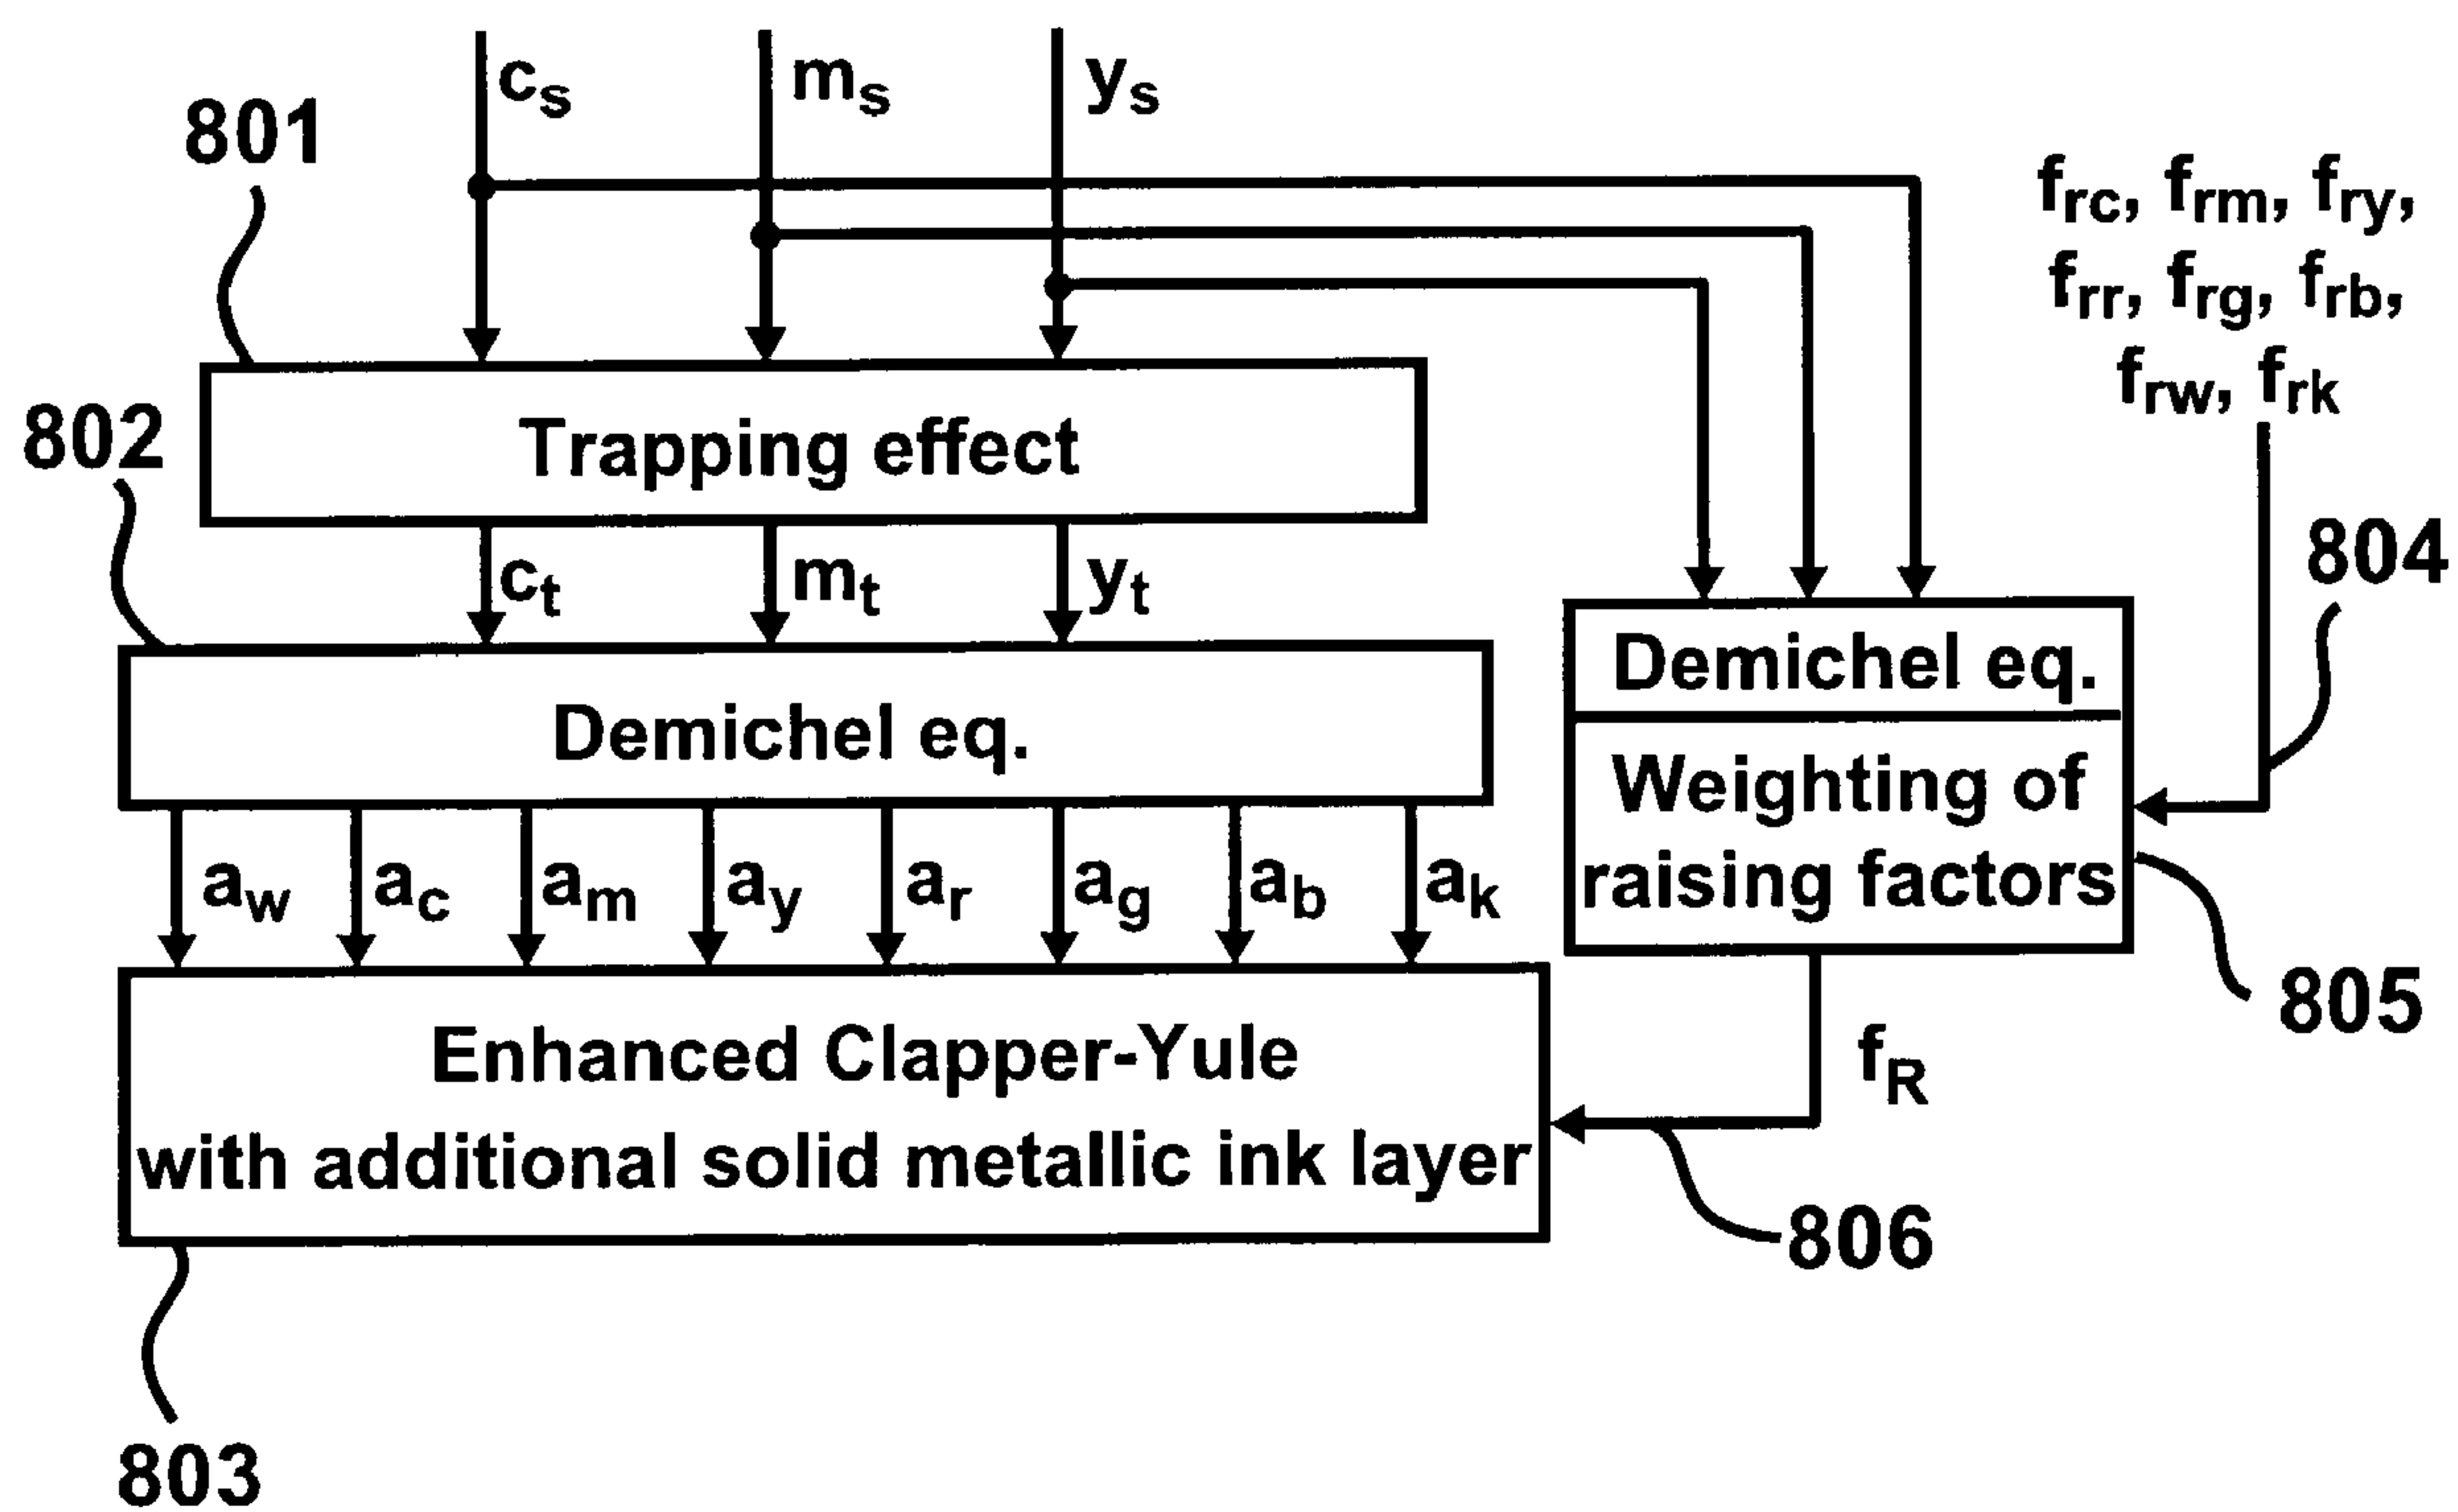 c_s m_s y_s
801
f_rc, f_rm, f_ry,
f_rr, f_rg, f_rb,
f_rw, f_rk
802
Trapping effect
804
c_t m_t y_t
Demichel eq.
Demichel eq.
Weighting of
raising factors
a_w a_c a_m a_y a_r a_g a_b a_k
805
Enhanced Clapper-Yule
with additional solid metallic ink layer
f_R
806
803